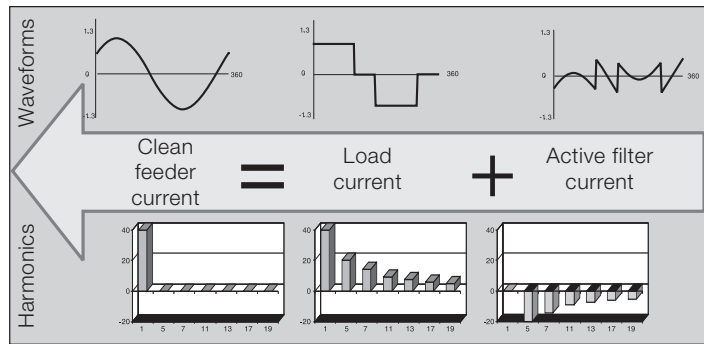 Waveforms
1.3
0
360
-1.3
1.3
0
360
-1.3
1.3
0
360
-1.3
Clean
feeder
current
=
Load
current
+
Active filter
current
Harmonics
40
20
0
-20
1 5 7 11 13 17 19
40
20
0
-20
1 5 7 11 13 17 19
40
20
0
-20
1 5 7 11 13 17 19